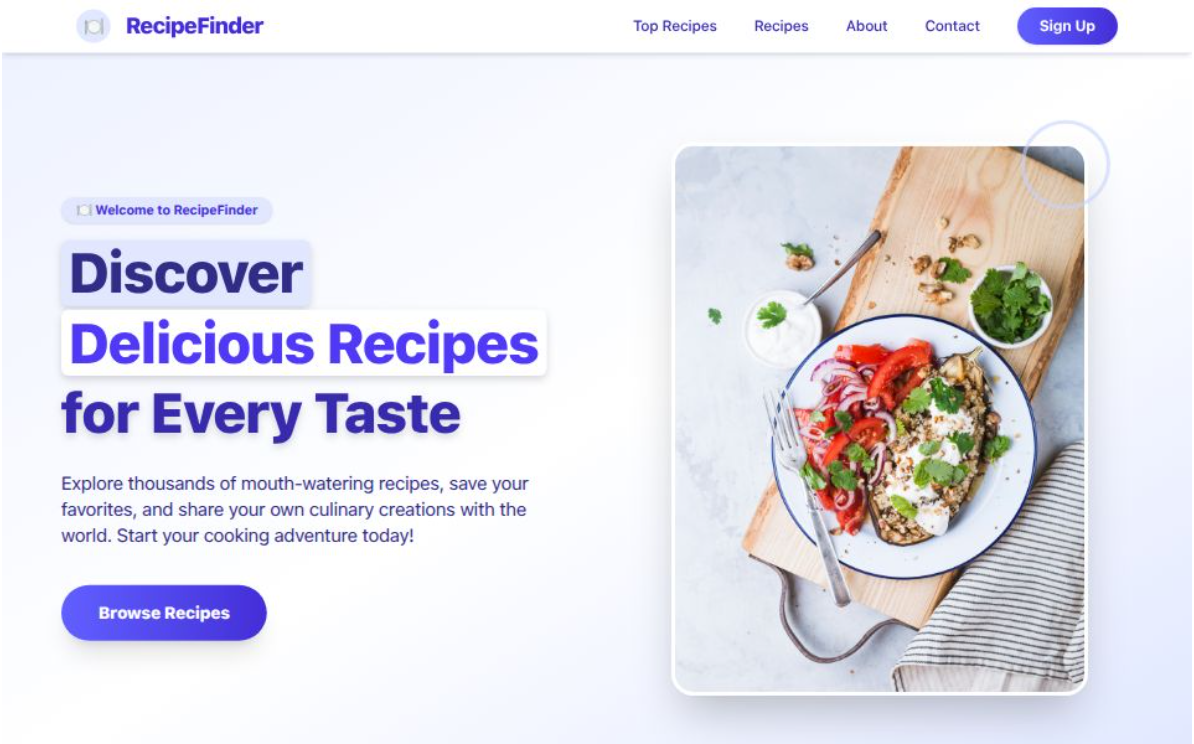 RecipeFinder
Top Recipes
Recipes
About
Contact
Sign Up
Welcome to RecipeFinder
Discover
Delicious Recipes
for Every Taste
Explore thousands of mouth-watering recipes, save your
favorites, and share your own culinary creations with the
world. Start your cooking adventure today!
Browse Recipes